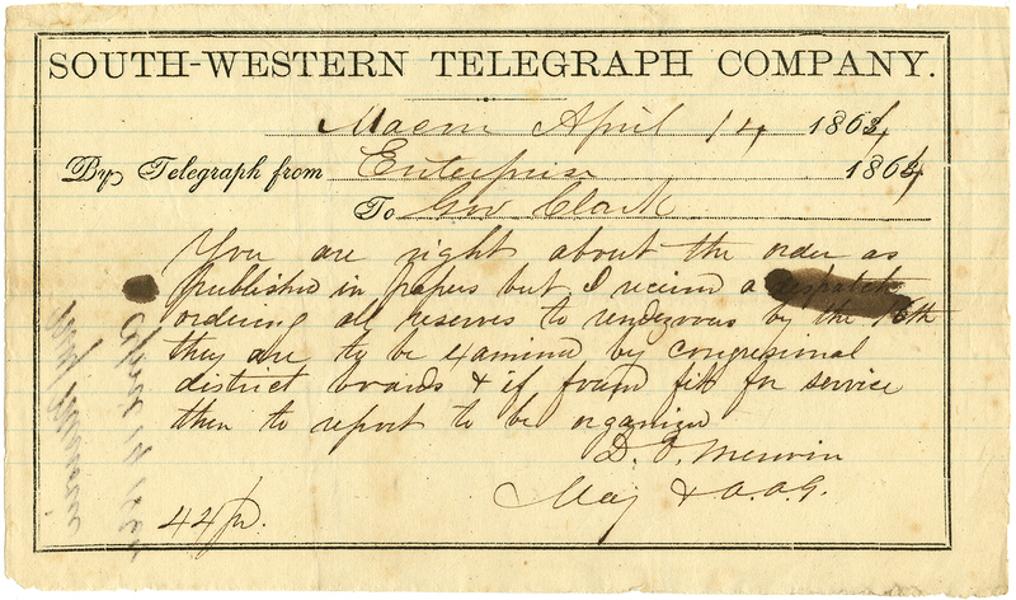 SOUTH-WESTERN TELEGRAPH COMPANY.
Macon April 14 1864
By Telegraph from Enterprise 1864
To Gov Clark
You are right about the order as
published in papers but I received a despatch
ordering all reserves to rendezvous by the 16th
they are to be examined by congresional
district boards & if found fit for service
then to report to be organized
D. O. Merwin
Maj & A.A.G.
44 pd.